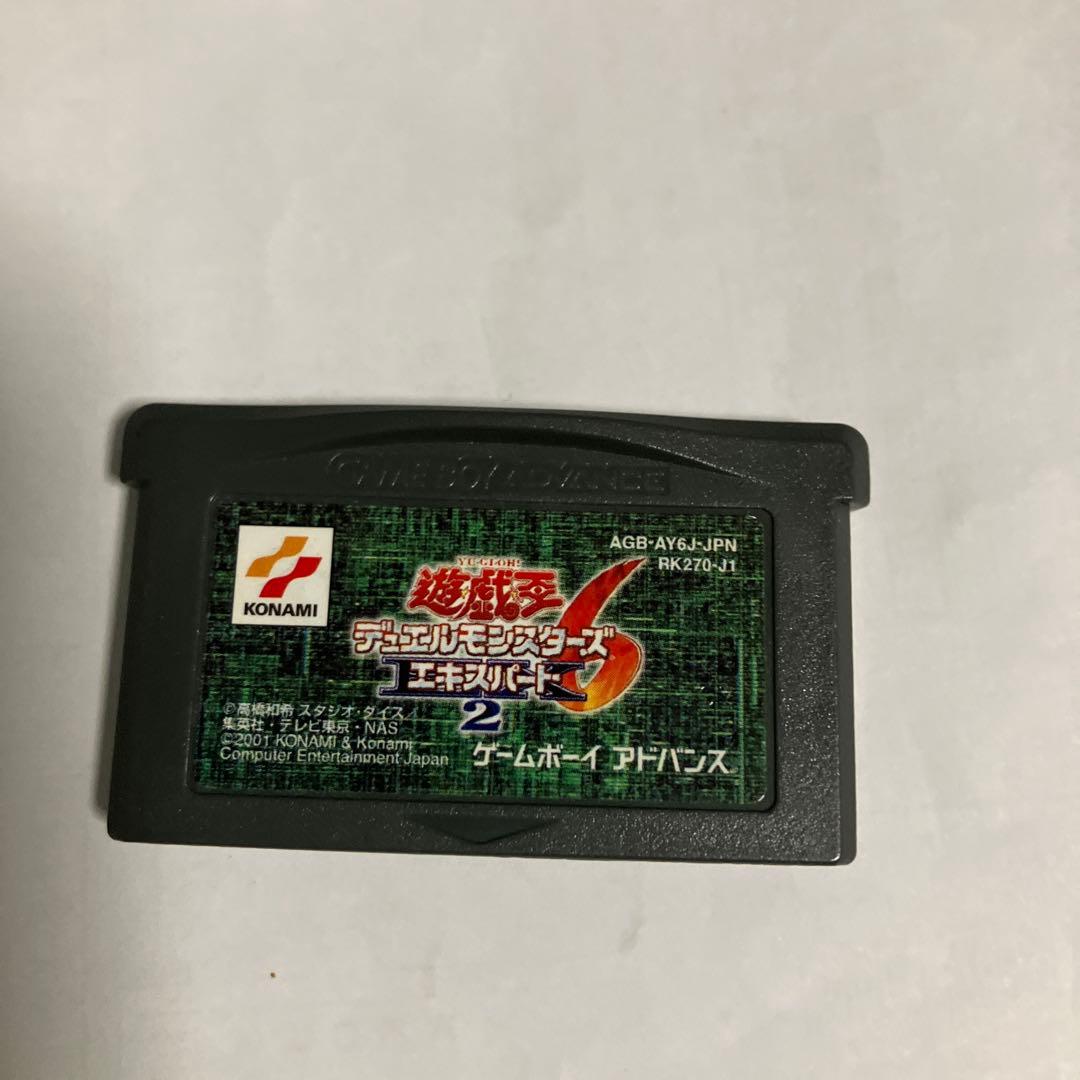 GAME BOY ADVANCE
KONAMI
AGB-AY6J-JPN
RK270-J1
YU-GI-OH!
遊戯王
6
デュエルモンスターズ
エキスパート
2
©高橋和希 スタジオ・ダイス/
集英社・テレビ東京・NAS
©2001 KONAMI & Konami
Computer Entertainment Japan
ゲームボーイ アドバンス